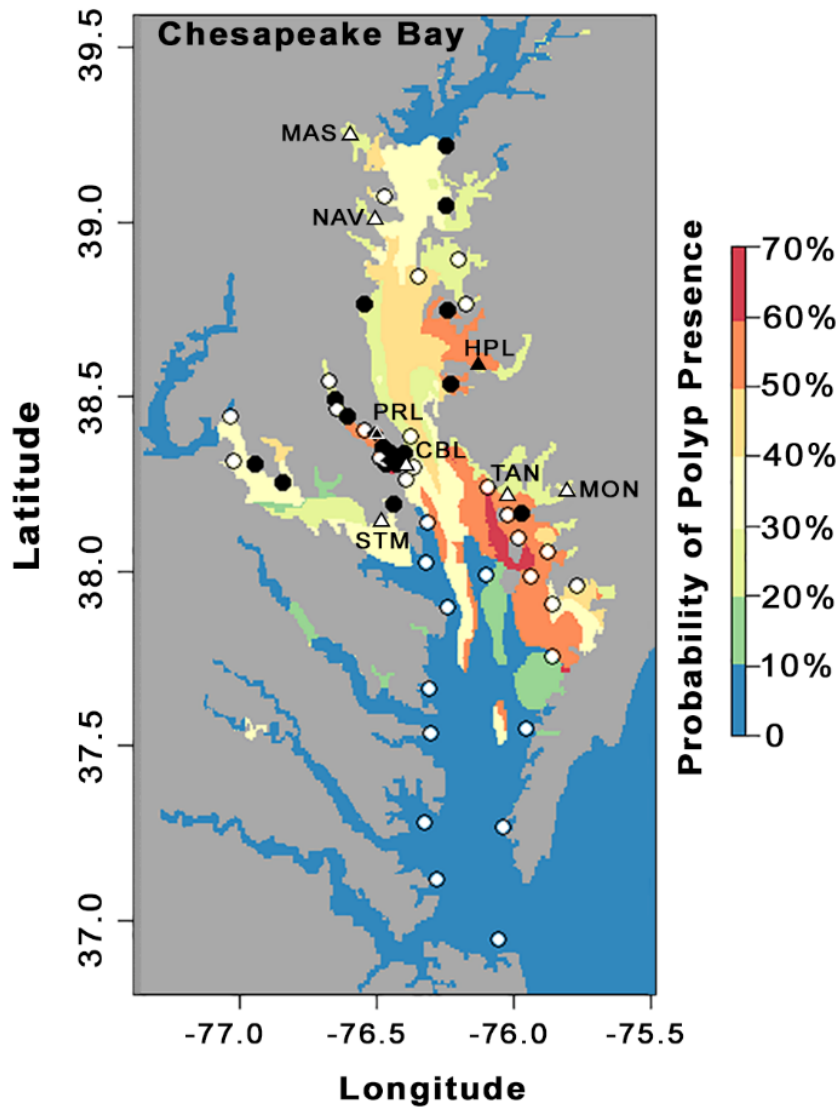 Chesapeake Bay
39.5
39.0
38.5
38.0
37.5
37.0
Latitude
MAS
NAV
HPL
PRL
CBL
TAN
MON
STM
-77.0
-76.5
-76.0
-75.5
Longitude
Probability of Polyp Presence
70%
60%
50%
40%
30%
20%
10%
0